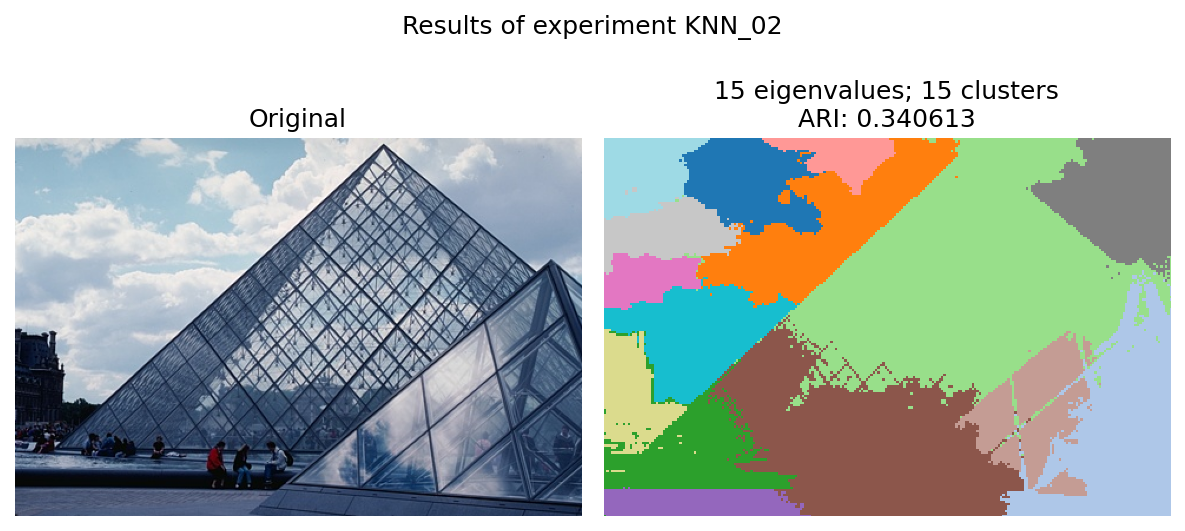 Results of experiment KNN_02
Original
15 eigenvalues; 15 clusters
ARI: 0.340613